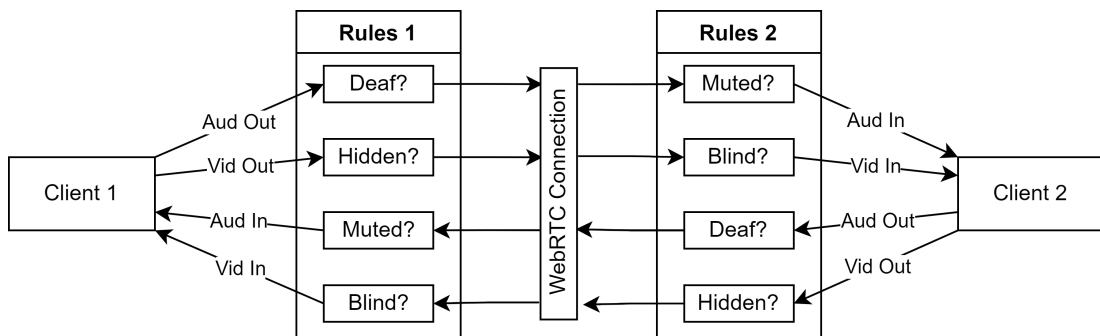 Rules 1
Rules 2
Deaf?
Muted?
Aud Out
Aud In
Hidden?
Blind?
Vid Out
Vid In
Client 1
WebRTC Connection
Client 2
Muted?
Deaf?
Aud In
Aud Out
Vid In
Vid Out
Blind?
Hidden?